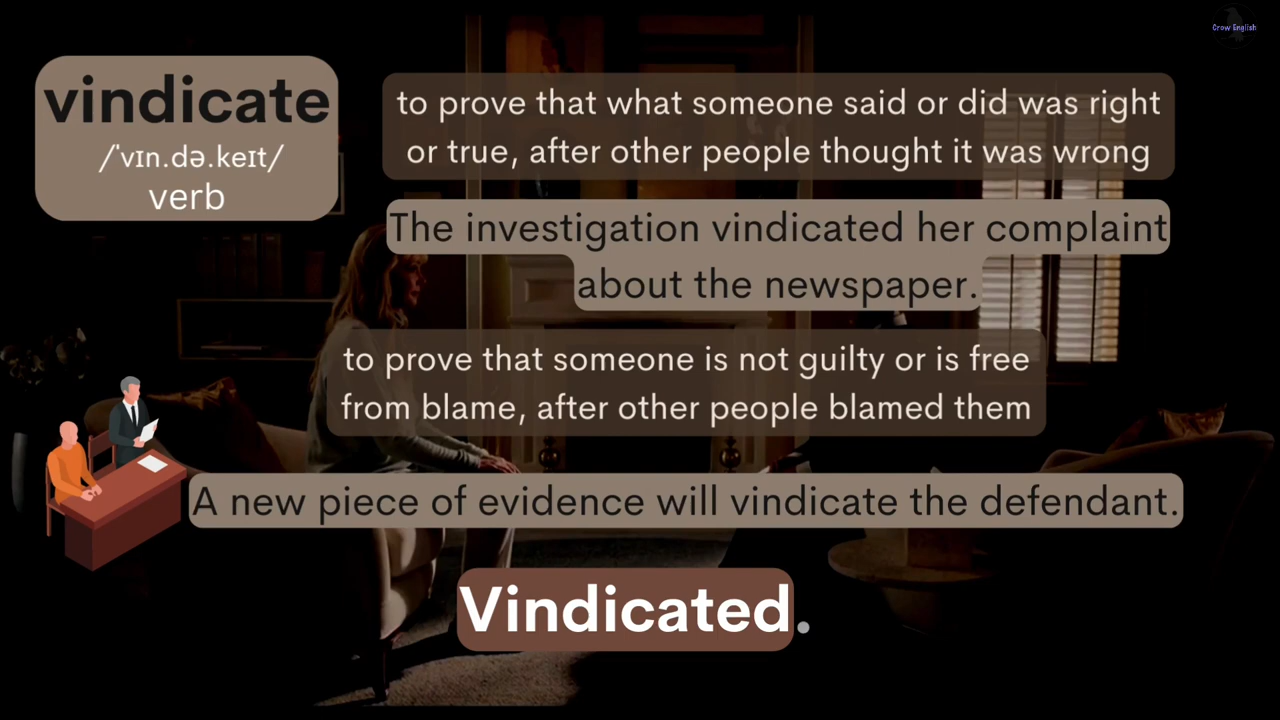 Crow English
vindicate
/ˈvɪn.də.keɪt/
verb
to prove that what someone said or did was right
or true, after other people thought it was wrong
The investigation vindicated her complaint
about the newspaper.
to prove that someone is not guilty or is free
from blame, after other people blamed them
A new piece of evidence will vindicate the defendant.
Vindicated.